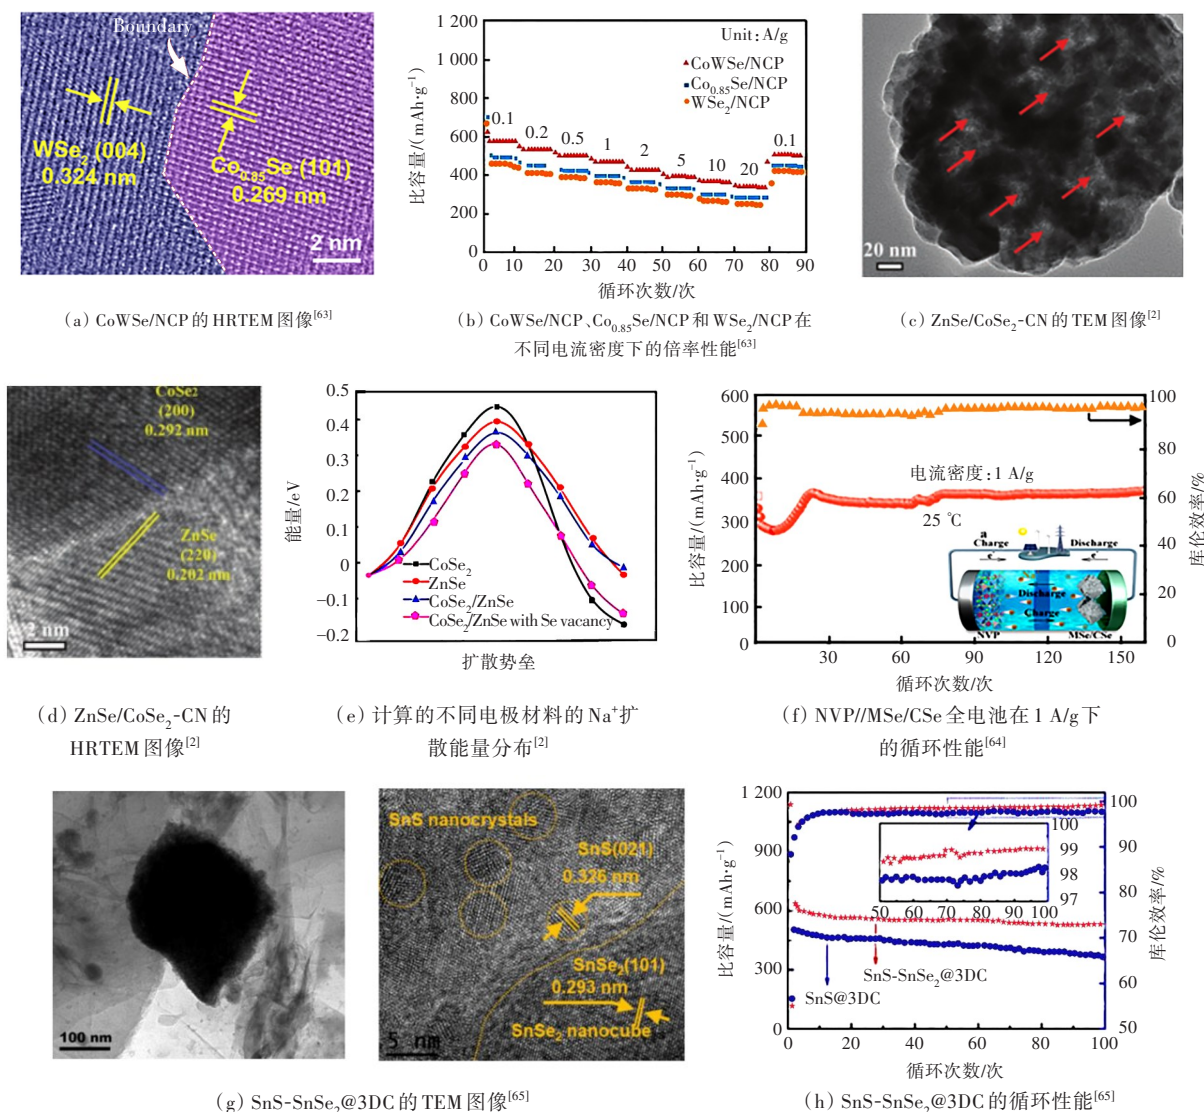 Boundary
WSe₂ (004)
0.324 nm
Co₀.₈₅Se (101)
0.269 nm
2 nm
(a) CoWSe/NCP的HRTEM图像[63]
1 200
1 000
800
600
400
200
0
比容量/(mAh·g⁻¹)
Unit: A/g
CoWSe/NCP
Co₀.₈₅Se/NCP
WSe₂/NCP
0.1 0.2 0.5 1 2 5 10 20 0.1
0 10 20 30 40 50 60 70 80 90
循环次数/次
(b) CoWSe/NCP、Co₀.₈₅Se/NCP和WSe₂/NCP在
不同电流密度下的倍率性能[63]
20 nm
(c) ZnSe/CoSe₂-CN的TEM图像[2]
CoSe₂
(200)
0.292 nm
ZnSe
(220)
0.202 nm
2 nm
(d) ZnSe/CoSe₂-CN的
HRTEM图像[2]
0.5
0.4
0.3
0.2
0.1
0
−0.1
−0.2
能量/eV
CoSe₂
ZnSe
CoSe₂/ZnSe
CoSe₂/ZnSe with Se vacancy
扩散势垒
(e) 计算的不同电极材料的Na⁺扩
散能量分布[2]
600
500
400
300
200
100
0
比容量/(mAh·g⁻¹)
电流密度:1 A/g
25 ℃
a
Charge
Discharge
e⁻
e⁻
Discharge
Charge
NVP
MSe/CSe
100
80
60
40
20
0
库伦效率/%
30 60 90 120 150
循环次数/次
(f) NVP//MSe/CSe全电池在1 A/g下
的循环性能[64]
100 nm
SnS nanocrystals
SnS(021)
0.326 nm
SnSe₂(101)
0.293 nm
SnSe₂ nanocube
5 nm
(g) SnS-SnSe₂@3DC的TEM图像[65]
1 200
900
600
300
0
比容量/(mAh·g⁻¹)
100
99
98
97
50 60 70 80 90 100
SnS-SnSe₂@3DC
SnS@3DC
100
90
80
70
60
50
库伦效率/%
0 20 40 60 80 100
循环次数/次
(h) SnS-SnSe₂@3DC的循环性能[65]